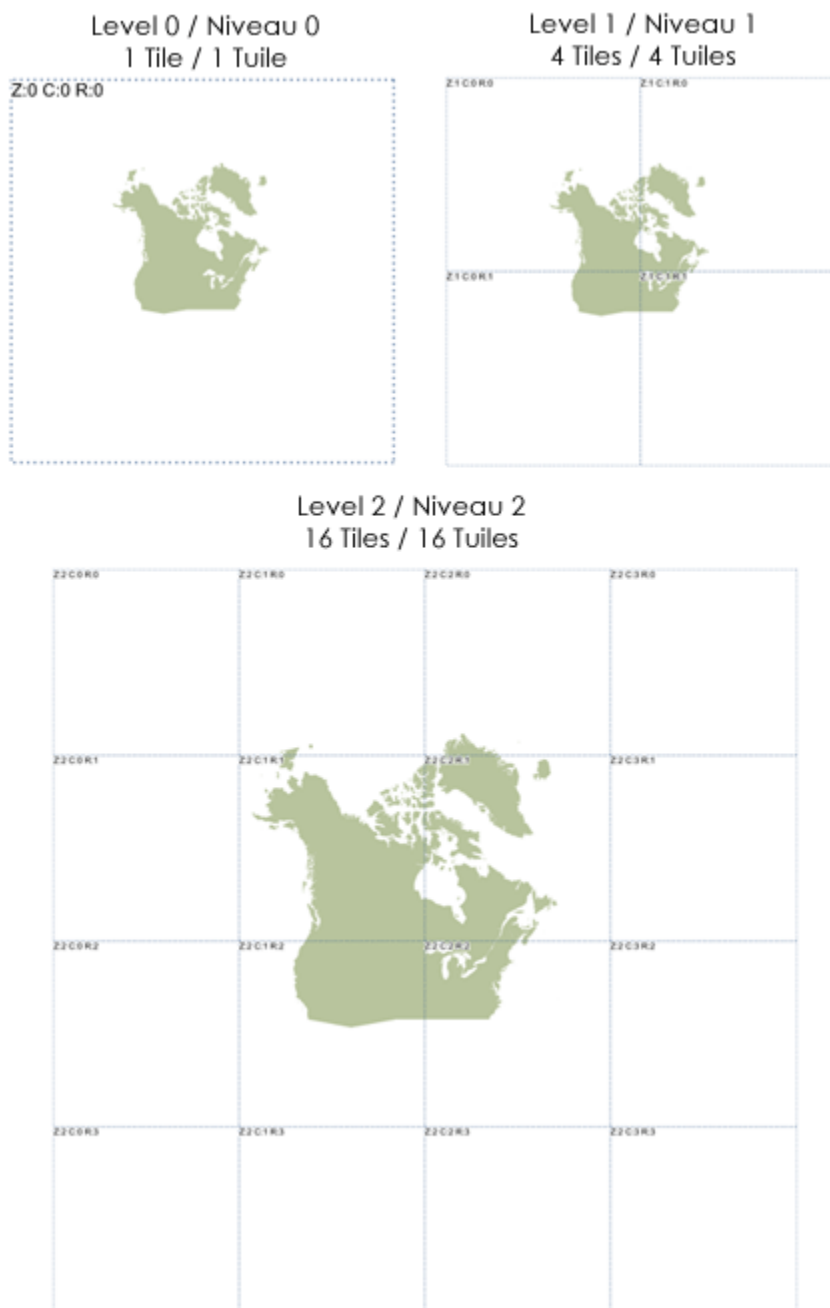 Level 0 / Niveau 0
1 Tile / 1 Tuile
Z:0 C:0 R:0
Level 1 / Niveau 1
4 Tiles / 4 Tuiles
Z1C0R0 Z1C1R0
Z1C0R1 Z1C1R1
Level 2 / Niveau 2
16 Tiles / 16 Tuiles
Z2C0R0 Z2C1R0 Z2C2R0 Z2C3R0
Z2C0R1 Z2C1R1 Z2C2R1 Z2C3R1
Z2C0R2 Z2C1R2 Z2C2R2 Z2C3R2
Z2C0R3 Z2C1R3 Z2C2R3 Z2C3R3